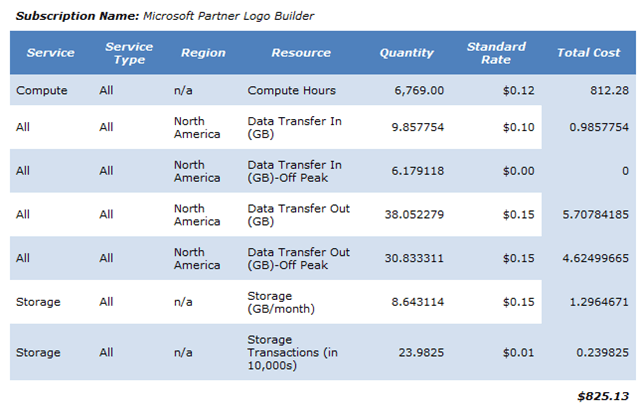 Subscription Name: Microsoft Partner Logo Builder
Service Service Type Region Resource Quantity Standard Rate Total Cost
Compute All n/a Compute Hours 6,769.00 $0.12 812.28
All All North America Data Transfer In (GB) 9.857754 $0.10 0.9857754
All All North America Data Transfer In (GB)-Off Peak 6.179118 $0.00 0
All All North America Data Transfer Out (GB) 38.052279 $0.15 5.70784185
All All North America Data Transfer Out (GB)-Off Peak 30.833311 $0.15 4.62499665
Storage All n/a Storage (GB/month) 8.643114 $0.15 1.2964671
Storage All n/a Storage Transactions (in 10,000s) 23.9825 $0.01 0.239825
$825.13